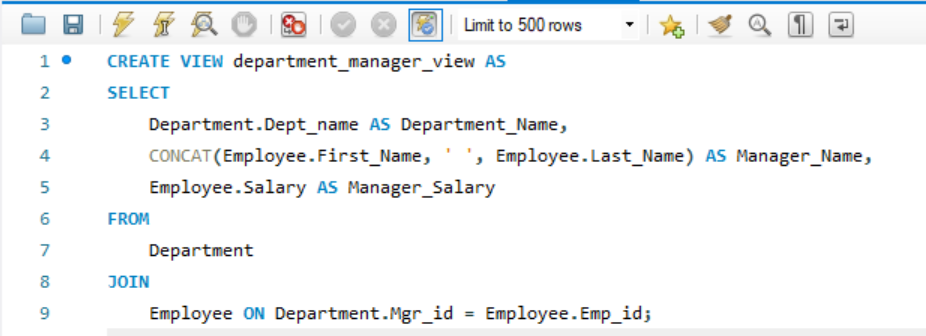 Limit to 500 rows
1 CREATE VIEW department_manager_view AS
2 SELECT
3 Department.Dept_name AS Department_Name,
4 CONCAT(Employee.First_Name, ' ', Employee.Last_Name) AS Manager_Name,
5 Employee.Salary AS Manager_Salary
6 FROM
7 Department
8 JOIN
9 Employee ON Department.Mgr_id = Employee.Emp_id;